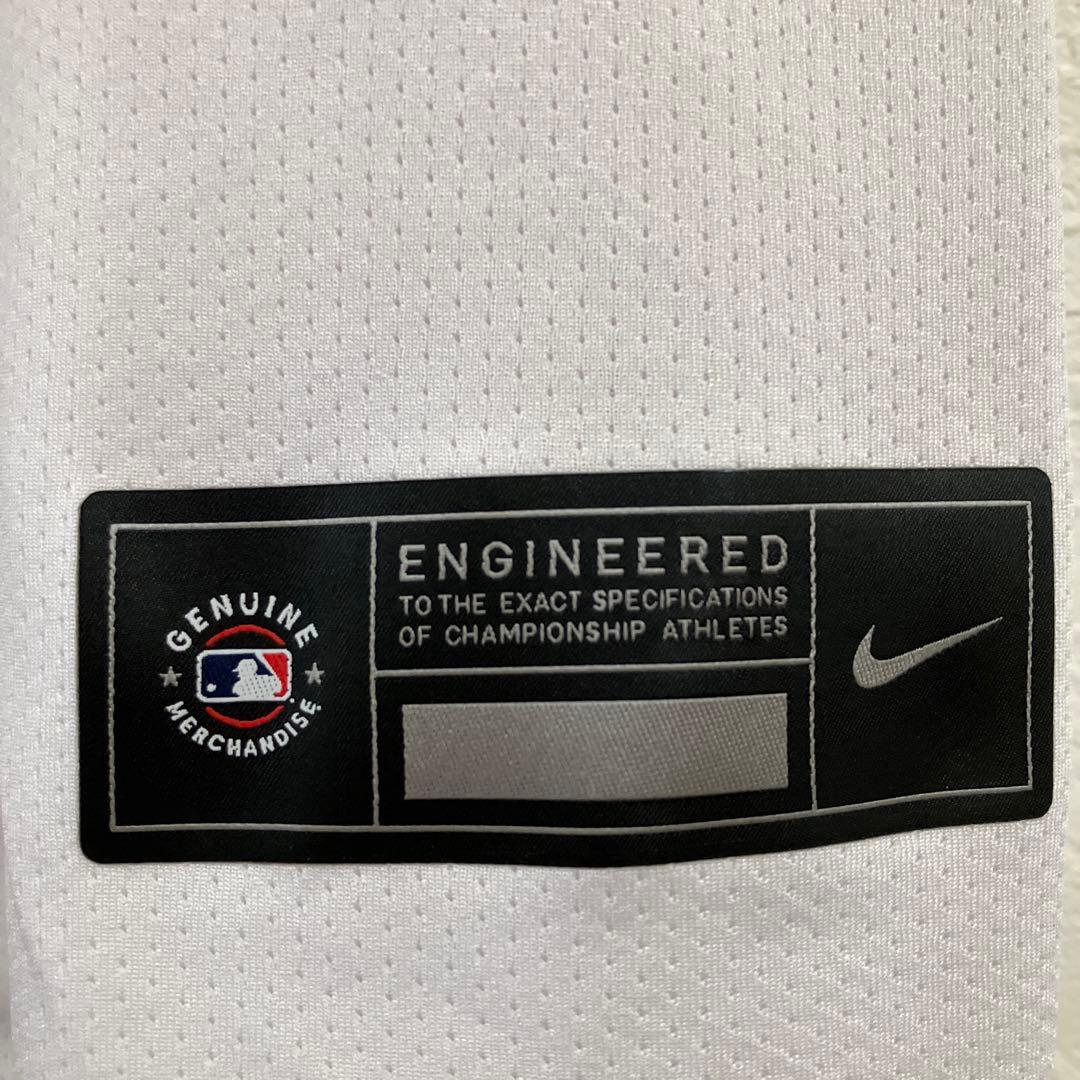 GENUINE
MERCHANDISE
ENGINEERED
TO THE EXACT SPECIFICATIONS
OF CHAMPIONSHIP ATHLETES